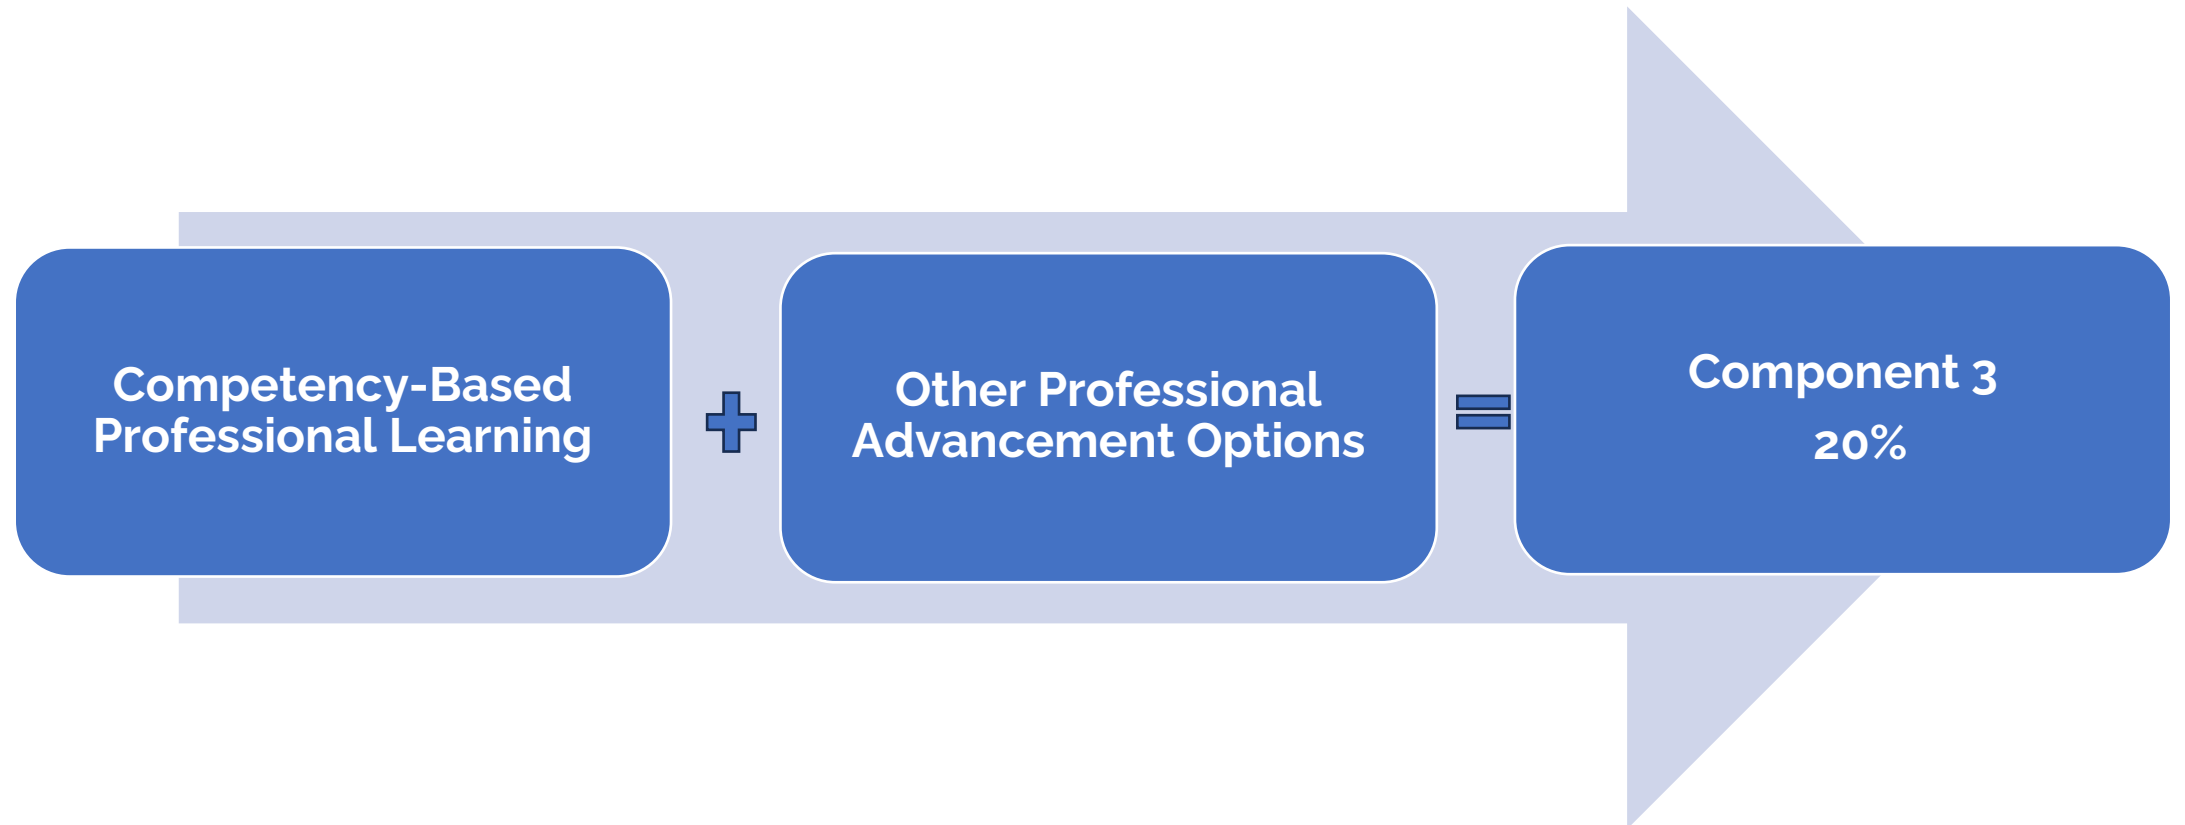 Competency-Based
Professional Learning
+
Other Professional
Advancement Options
=
Component 3
20%